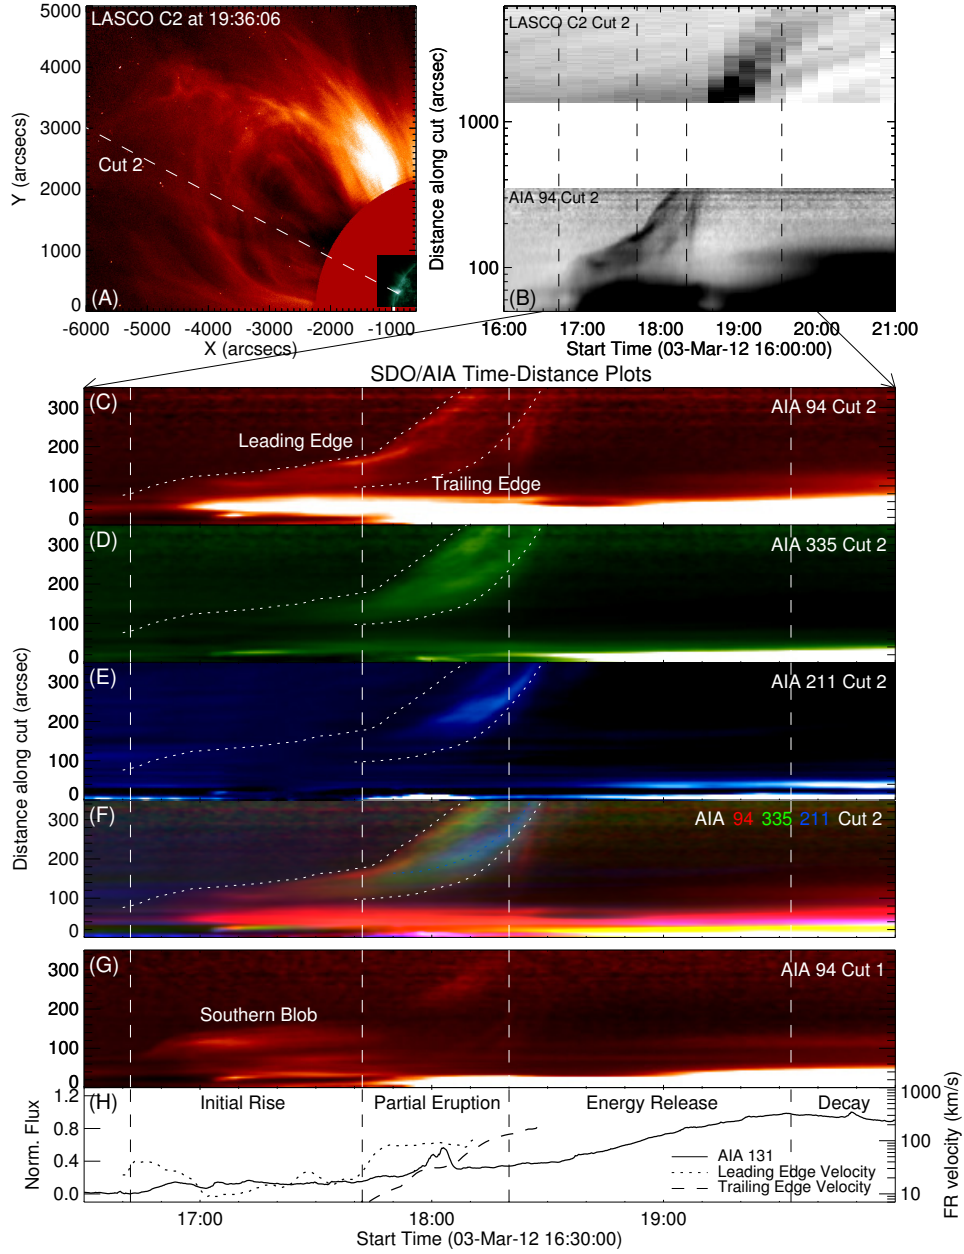 LASCO C2 at 19:36:06
5000
4000
3000
2000
1000
0
Y (arcsecs)
Cut 2
(A)
-6000 -5000 -4000 -3000 -2000 -1000
X (arcsecs)
LASCO C2 Cut 2
1000
100
Distance along cut (arcsec)
AIA 94 Cut 2
(B)
16:00 17:00 18:00 19:00 20:00 21:00
Start Time (03-Mar-12 16:00:00)
SDO/AIA Time-Distance Plots
(C)
AIA 94 Cut 2
300
200
100
0
Leading Edge
Trailing Edge
(D)
AIA 335 Cut 2
300
200
100
0
(E)
AIA 211 Cut 2
300
200
100
0
Distance along cut (arcsec)
(F)
AIA 94 335 211 Cut 2
300
200
100
0
(G)
AIA 94 Cut 1
300
200
100
0
Southern Blob
(H)
Initial Rise
Partial Eruption
Energy Release
Decay
1.2
0.8
0.4
0.0
Norm. Flux
1000
100
10
FR velocity (km/s)
AIA 131
Leading Edge Velocity
Trailing Edge Velocity
17:00 18:00 19:00
Start Time (03-Mar-12 16:30:00)